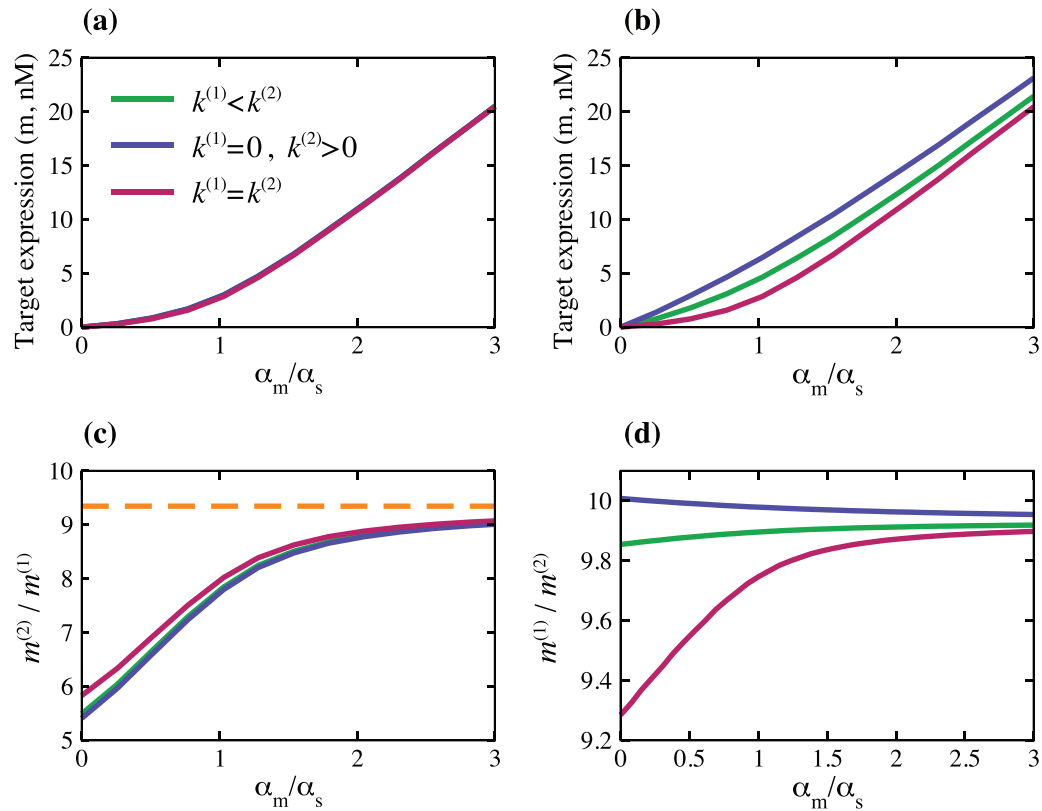 (a)
25
20
15
10
5
0
Target expression (m, nM)
k(1)<k(2)
k(1)=0 , k(2)>0
k(1)=k(2)
0 1 2 3
αm/αs
(b)
25
20
15
10
5
0
Target expression (m, nM)
0 1 2 3
αm/αs
(c)
10
9
8
7
6
5
m(2) / m(1)
0 1 2 3
αm/αs
(d)
10
9.8
9.6
9.4
9.2
m(1) / m(2)
0 0.5 1 1.5 2 2.5 3
αm/αs